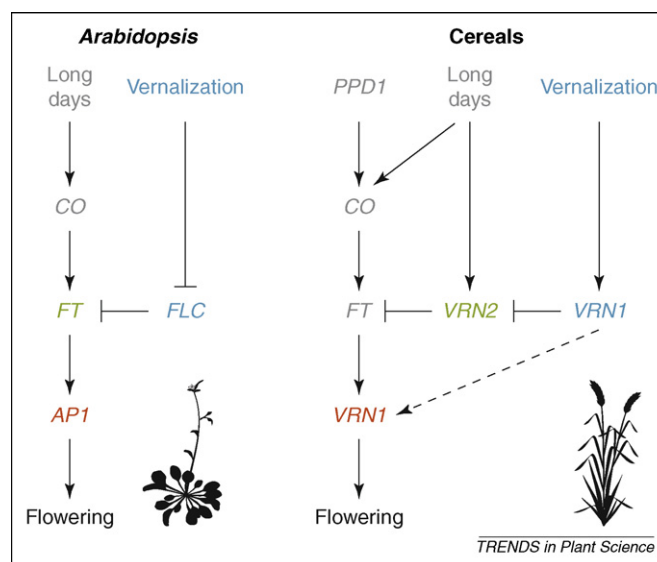 Arabidopsis
Cereals
Long
days
Vernalization
PPD1
Long
days
Vernalization
CO
CO
FT
FLC
FT
VRN2
VRN1
AP1
VRN1
Flowering
Flowering
TRENDS in Plant Science